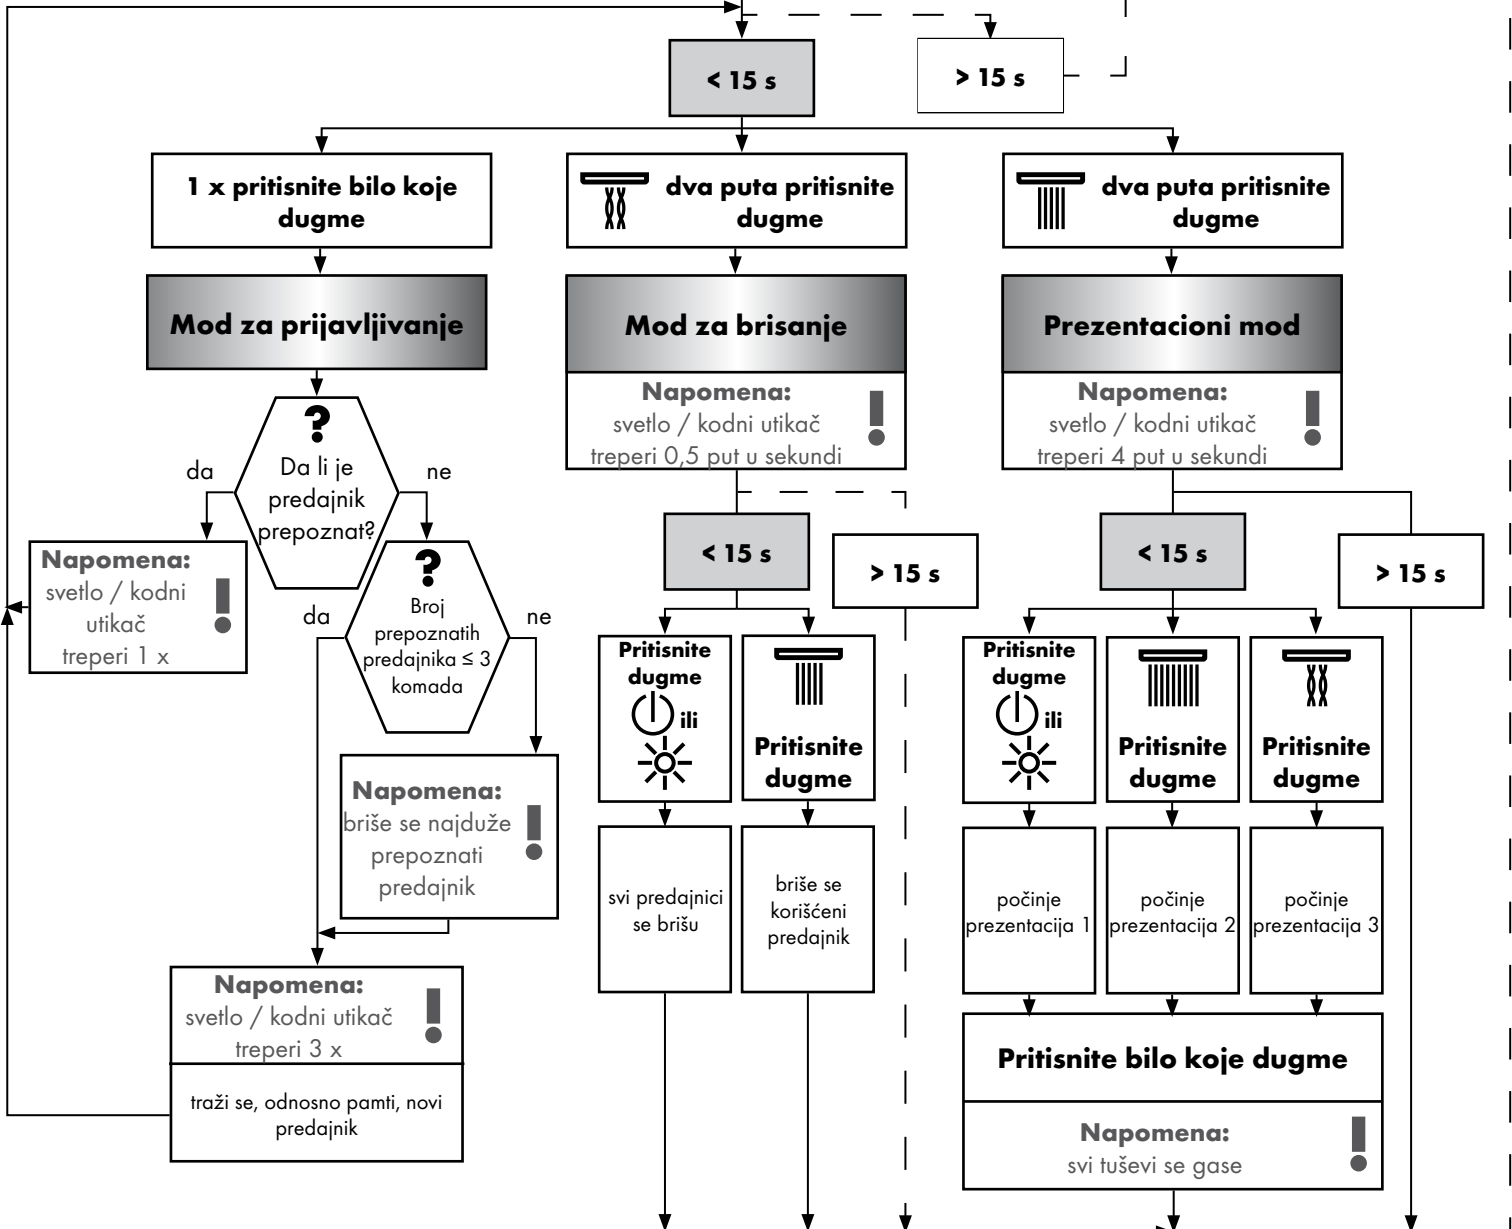 < 15 s
> 15 s
1 x pritisnite bilo koje
dugme
dva puta pritisnite
dugme
dva puta pritisnite
dugme
Mod za prijavljivanje
Mod za brisanje
Prezentacioni mod
Napomena:
svetlo / kodni utikač
treperi 0,5 put u sekundi
Napomena:
svetlo / kodni utikač
treperi 4 put u sekundi
?
Da li je
predajnik
prepoznat?
da
ne
Napomena:
svetlo / kodni
utikač
treperi 1 x
?
Broj
prepoznatih
predajnika ≤ 3
komada
da
ne
Napomena:
briše se najduže
prepoznati
predajnik
Napomena:
svetlo / kodni utikač
treperi 3 x
traži se, odnosno pamti, novi
predajnik
< 15 s
> 15 s
Pritisnite
dugme
ili
Pritisnite
dugme
svi predajnici
se brišu
briše se
korišćeni
predajnik
< 15 s
> 15 s
Pritisnite
dugme
ili
Pritisnite
dugme
Pritisnite
dugme
počinje
prezentacija 1
počinje
prezentacija 2
počinje
prezentacija 3
Pritisnite bilo koje dugme
Napomena:
svi tuševi se gase